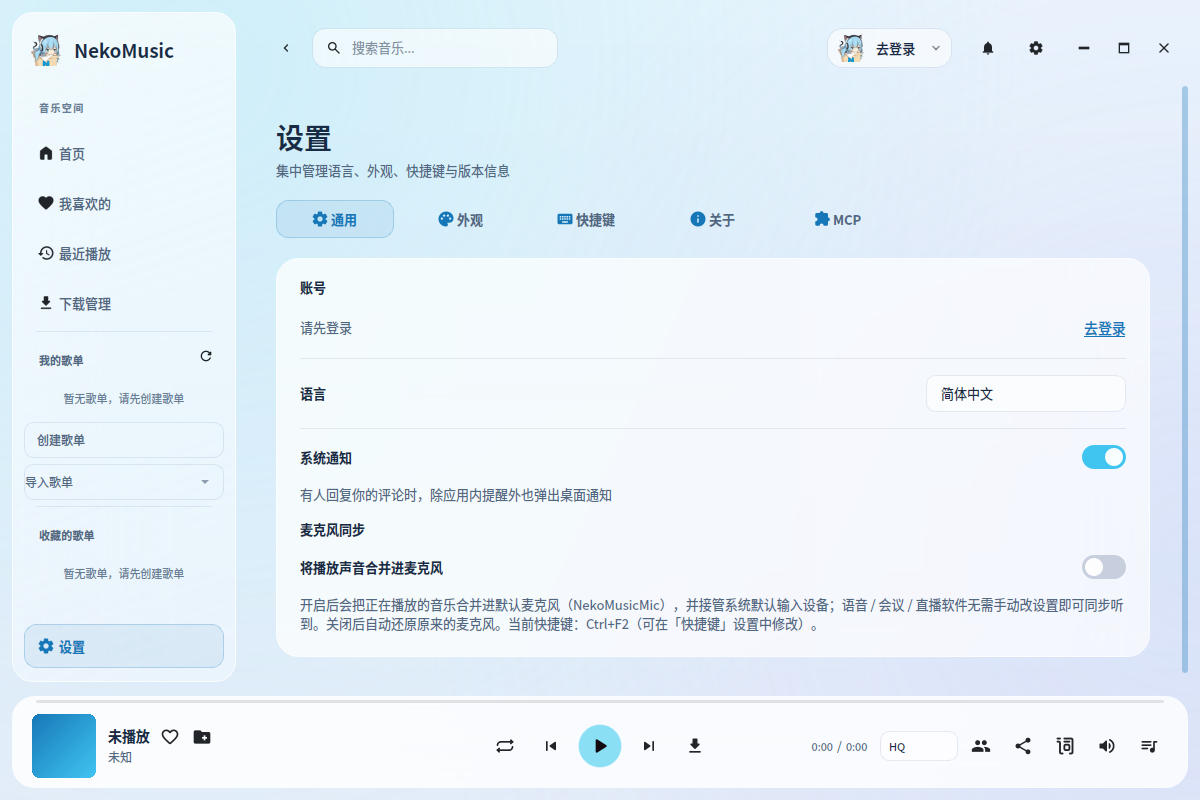 NekoMusic
搜索音乐...
去登录
音乐空间
首页
我喜欢的
最近播放
下载管理
我的歌单
暂无歌单，请先创建歌单
创建歌单
导入歌单
收藏的歌单
暂无歌单，请先创建歌单
设置
设置
集中管理语言、外观、快捷键与版本信息
通用
外观
快捷键
关于
MCP
账号
请先登录
去登录
语言
简体中文
系统通知
有人回复你的评论时，除应用内提醒外也弹出桌面通知
麦克风同步
将播放声音合并进麦克风
开启后会把正在播放的音乐合并进默认麦克风（NekoMusicMic），并接管系统默认输入设备；语音 / 会议 / 直播软件无需手动改设置即可同步听
到。关闭后自动还原原来的麦克风。当前快捷键：Ctrl+F2（可在「快捷键」设置中修改）。
未播放
未知
0:00 / 0:00
HQ
词